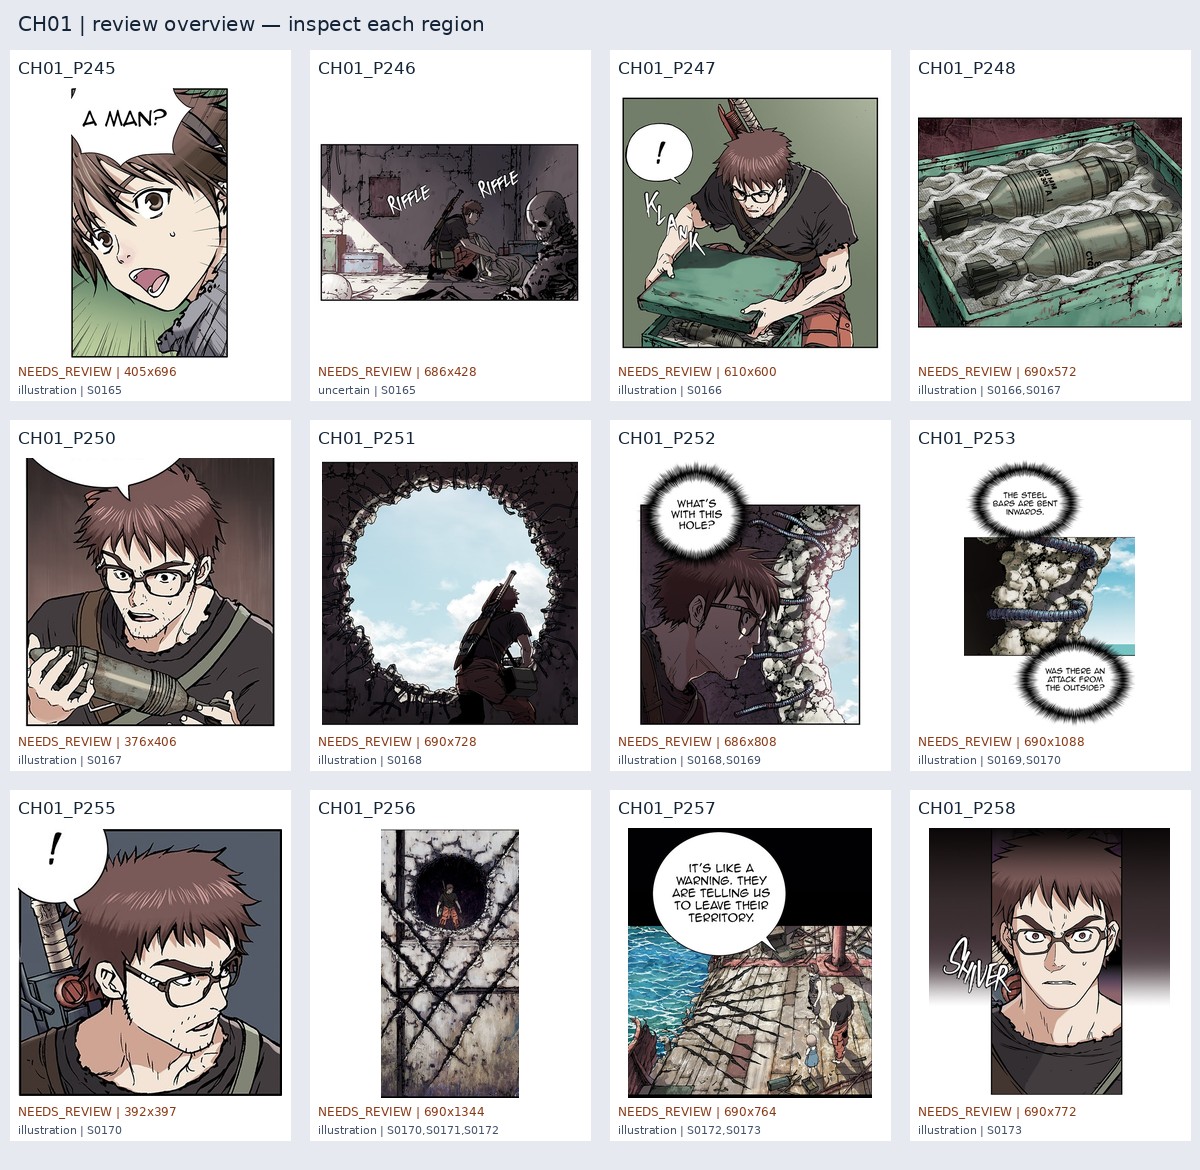 CH01 | review overview — inspect each region
CH01_P245
A MAN?
NEEDS_REVIEW | 405x696
illustration | S0165
CH01_P246
RIFFLE
RIFFLE
NEEDS_REVIEW | 686x428
uncertain | S0165
CH01_P247
!
KLANK
NEEDS_REVIEW | 610x600
illustration | S0166
CH01_P248
NEEDS_REVIEW | 690x572
illustration | S0166,S0167
CH01_P250
NEEDS_REVIEW | 376x406
illustration | S0167
CH01_P251
NEEDS_REVIEW | 690x728
illustration | S0168
CH01_P252
WHAT'S
WITH THIS
HOLE?
NEEDS_REVIEW | 686x808
illustration | S0168,S0169
CH01_P253
THE STEEL
BARS ARE BENT
INWARDS.
WAS THERE AN
ATTACK FROM
THE OUTSIDE?
NEEDS_REVIEW | 690x1088
illustration | S0169,S0170
CH01_P255
!
NEEDS_REVIEW | 392x397
illustration | S0170
CH01_P256
NEEDS_REVIEW | 690x1344
illustration | S0170,S0171,S0172
CH01_P257
IT'S LIKE A
WARNING. THEY
ARE TELLING US
TO LEAVE THEIR
TERRITORY.
NEEDS_REVIEW | 690x764
illustration | S0172,S0173
CH01_P258
SHIVER
NEEDS_REVIEW | 690x772
illustration | S0173